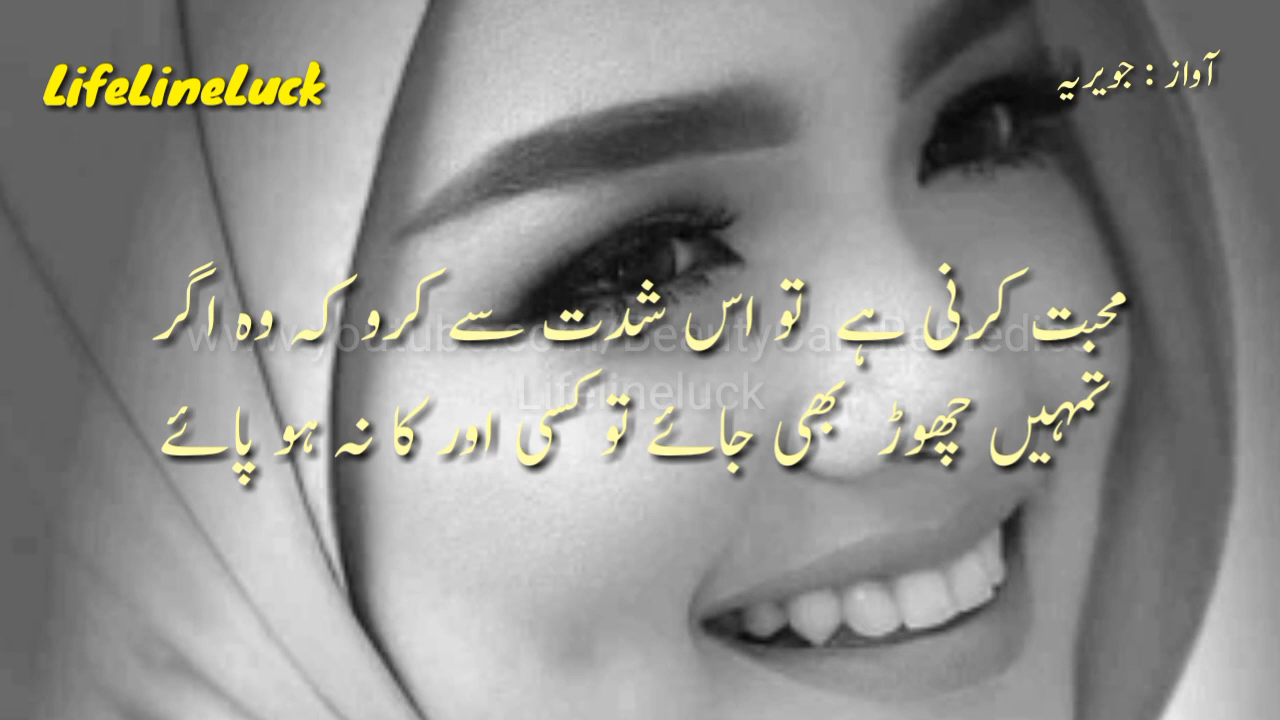 LifeLineLuck
آواز : جویریہ
محبت کرنی ہے تو اس شدت سے کرو کہ وہ اگر
تمہیں چھوڑ بھی جائے تو کسی اور کا نہ ہو پائے
Lifelineluck